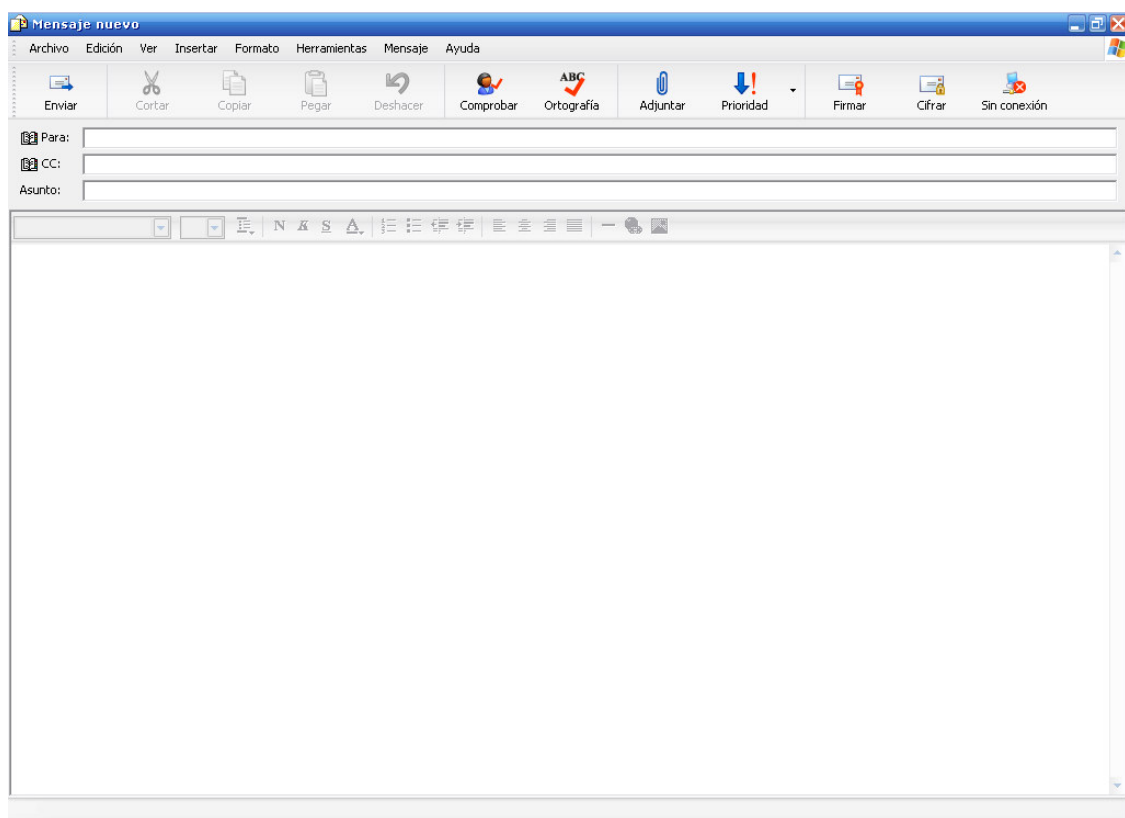 Mensaje nuevo
Archivo Edición Ver Insertar Formato Herramientas Mensaje Ayuda
ABC
Enviar Cortar Copiar Pegar Deshacer Comprobar Ortografía Adjuntar Prioridad Firmar Cifrar Sin conexión
Para:
CC:
Asunto:
N K S A